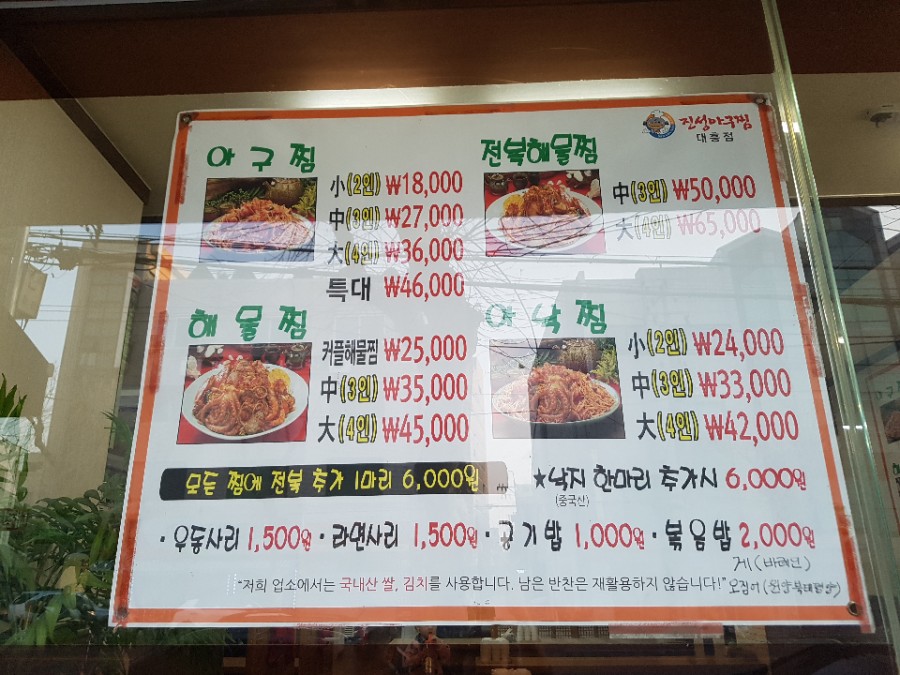 진성아구찜
대흥점
아구찜
小(2인) ₩18,000
中(3인) ₩27,000
大(4인) ₩36,000
특대 ₩46,000
전복해물찜
中(3인) ₩50,000
大(4인) ₩65,000
해물찜
커플해물찜 ₩25,000
中(3인) ₩35,000
大(4인) ₩45,000
아낙찜
小(2인) ₩24,000
中(3인) ₩33,000
大(4인) ₩42,000
모든 찜에 전복 추가 1마리 6,000원
★낙지 한마리 추가시 6,000원
(중국산)
·우동사리 1,500원 ·라면사리 1,500원 ·공기밥 1,000원 ·볶음밥 2,000원
게(바레인)
"저희 업소에서는 국내산 쌀, 김치를 사용합니다. 남은 반찬은 재활용하지 않습니다!" 오징어